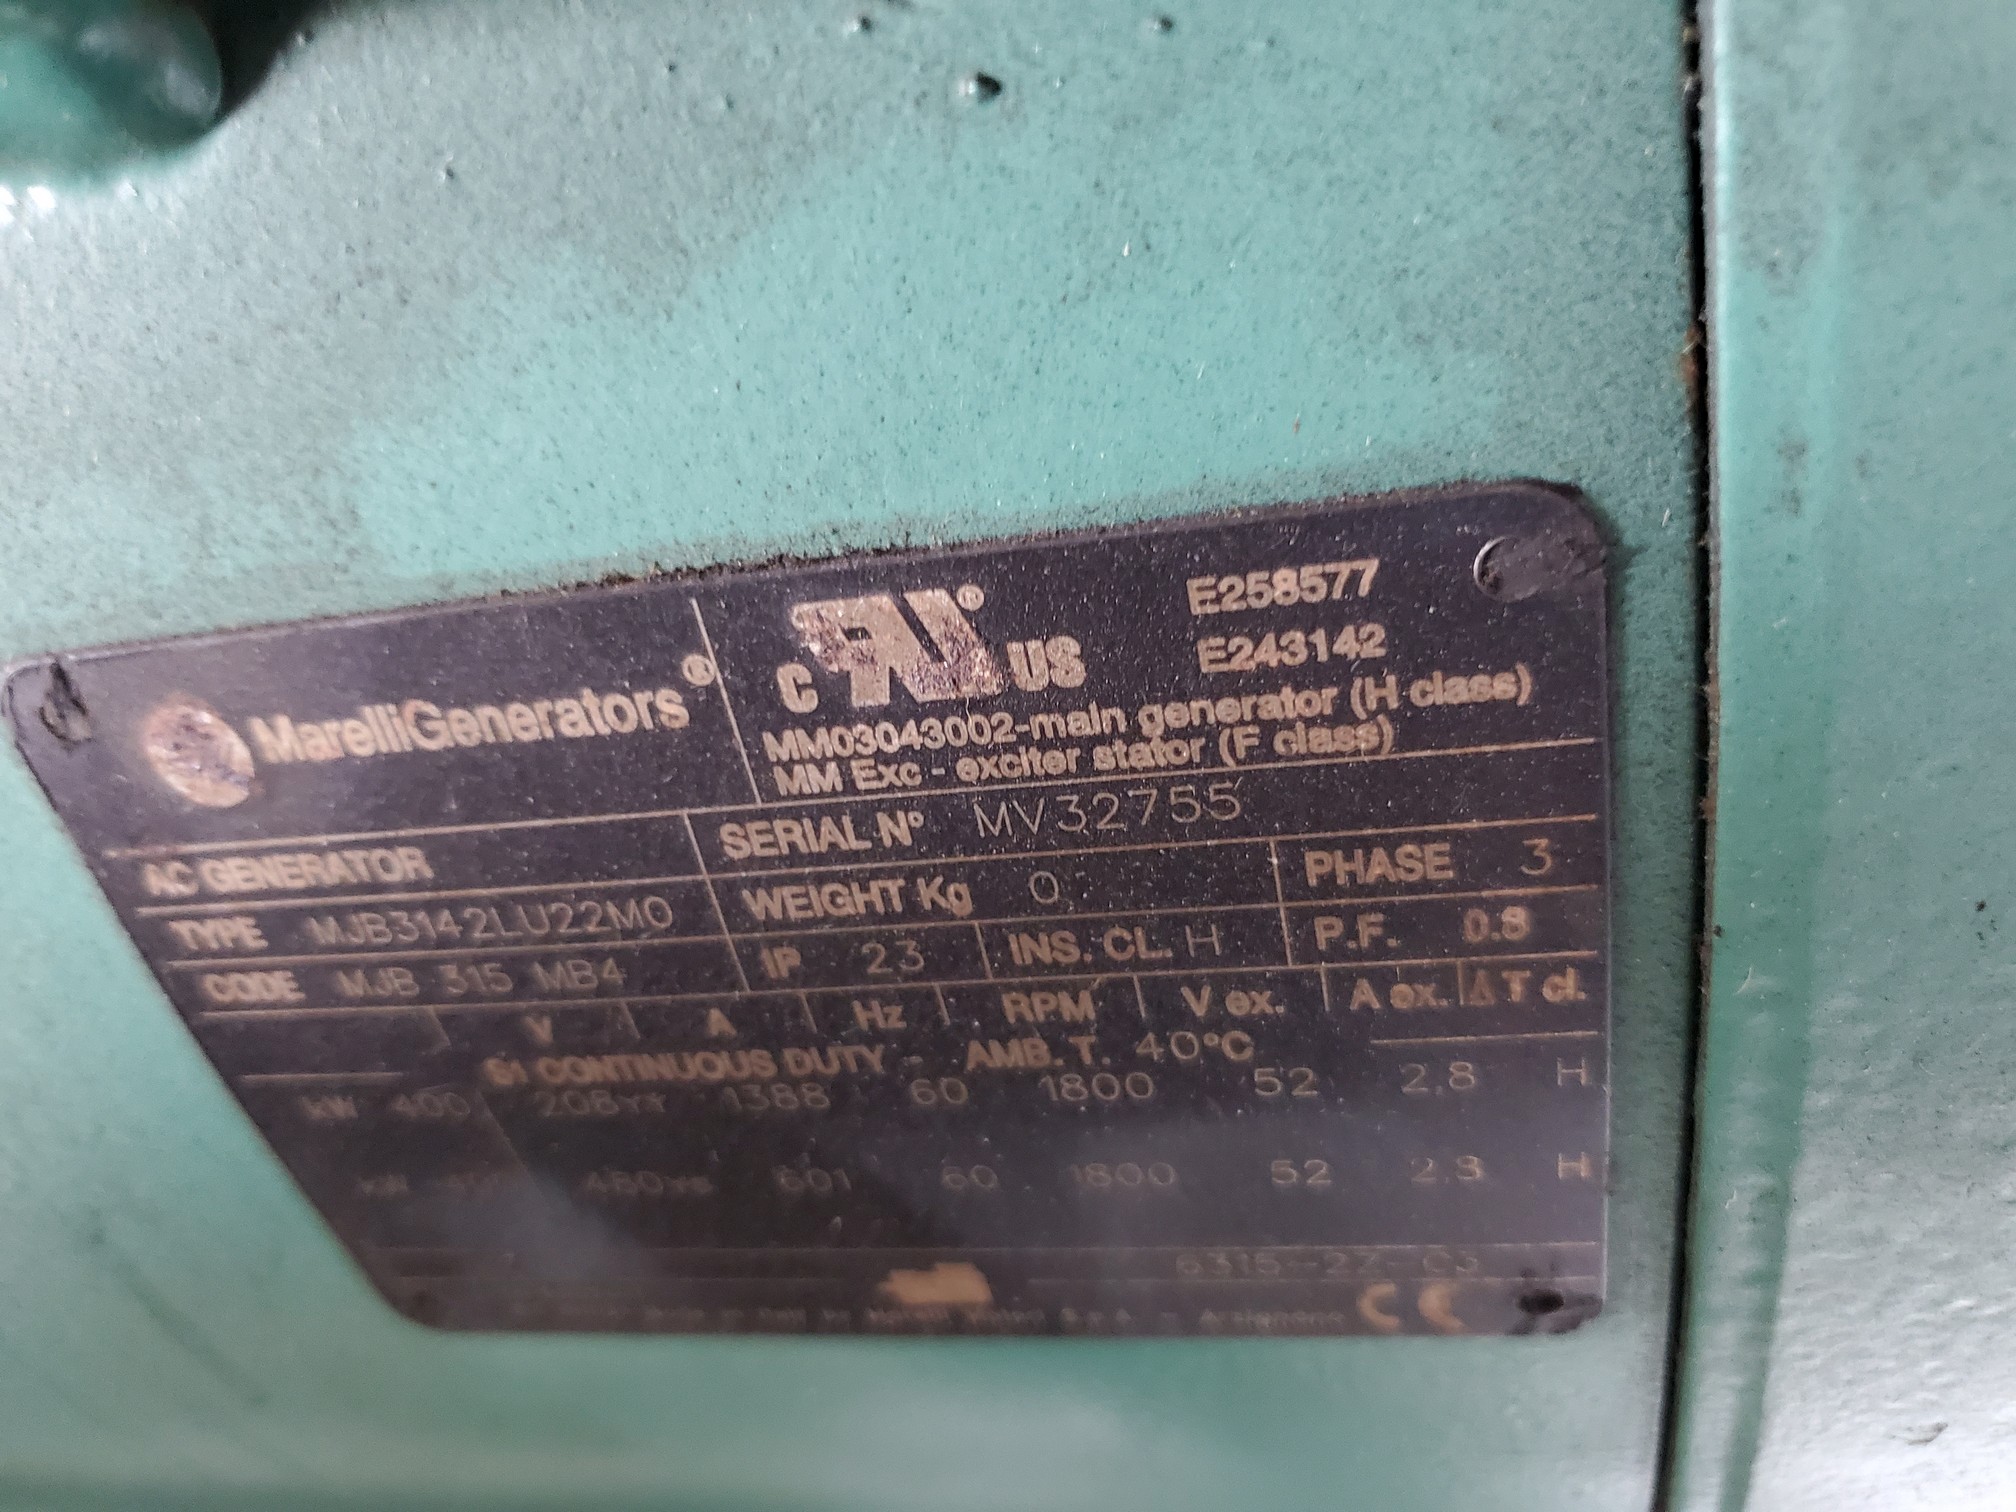 MarelliGenerators®
C UL ® US
E258577
E243142
MM03043002-main generator (H class)
MM Exc - exciter stator (F class)
AC GENERATOR
SERIAL N° MV32755
TYPE MJB3142LU22M0
WEIGHT Kg 0
PHASE 3
CODE MJB 315 MB4
IP 23
INS. CL. H
P.F. 0.8
V A Hz RPM V ex. A ex. Δ T cl.
S1 CONTINUOUS DUTY - AMB. T. 40°C
kW 400 208 1388 60 1800 52 2.8 H
kW 480 601 60 1800 52 2.8 H
6315-2Z-C3
CE